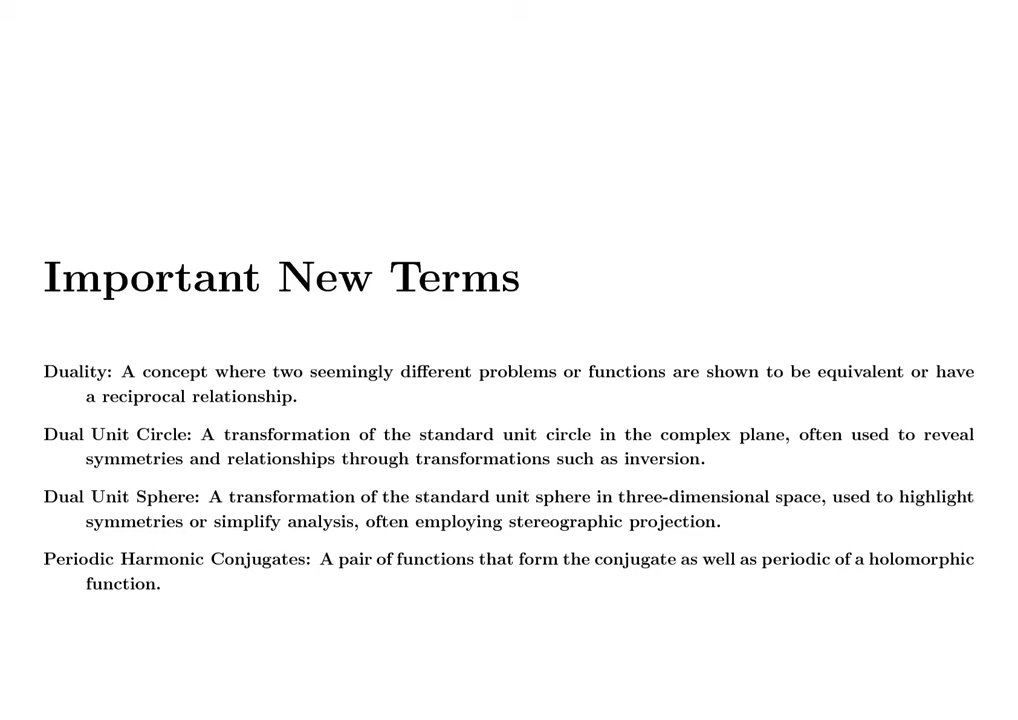 Important New Terms
Duality: A concept where two seemingly different problems or functions are shown to be equivalent or have
a reciprocal relationship.
Dual Unit Circle: A transformation of the standard unit circle in the complex plane, often used to reveal
symmetries and relationships through transformations such as inversion.
Dual Unit Sphere: A transformation of the standard unit sphere in three-dimensional space, used to highlight
symmetries or simplify analysis, often employing stereographic projection.
Periodic Harmonic Conjugates: A pair of functions that form the conjugate as well as periodic of a holomorphic
function.